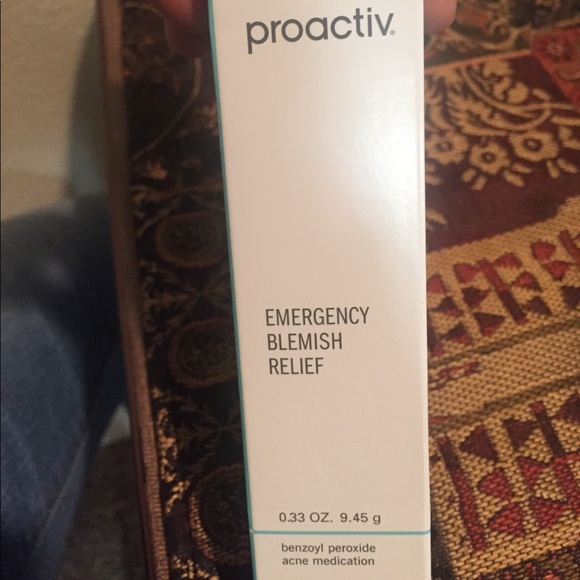 proactiv®
EMERGENCY
BLEMISH
RELIEF
0.33 OZ. 9.45 g
benzoyl peroxide
acne medication